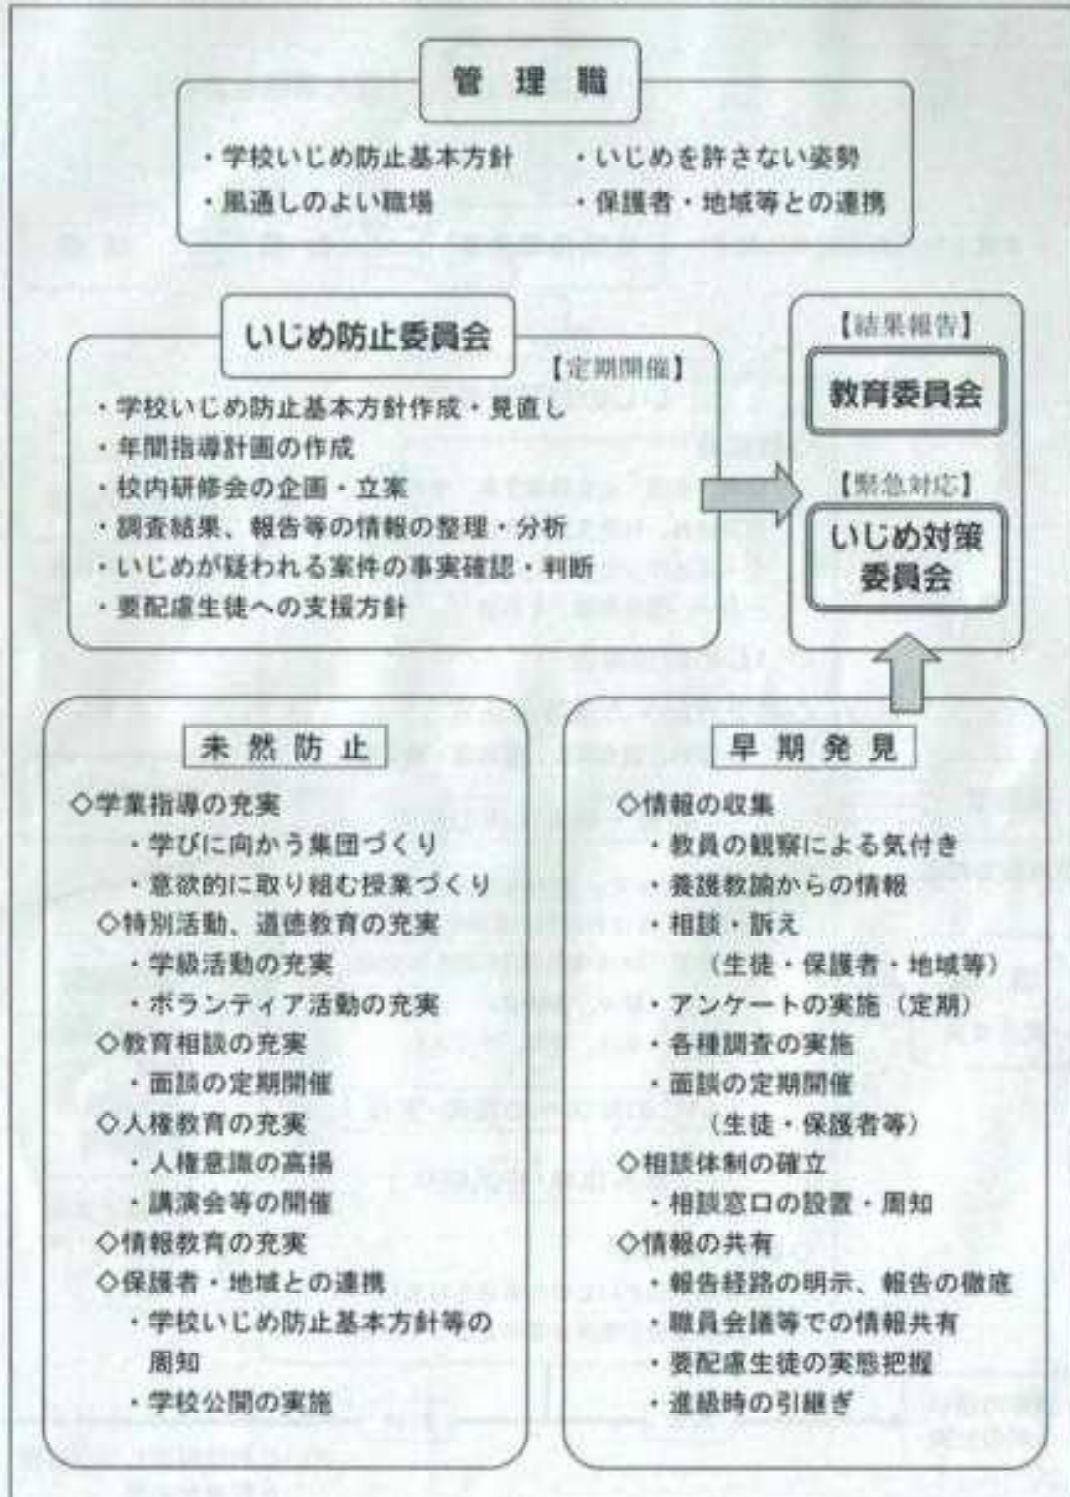 管理職
・学校いじめ防止基本方針
・いじめを許さない姿勢
・風通しのよい職場
・保護者・地域等との連携
いじめ防止委員会
【定期開催】
・学校いじめ防止基本方針作成・見直し
・年間指導計画の作成
・校内研修会の企画・立案
・調査結果、報告等の情報の整理・分析
・いじめが疑われる案件の事実確認・判断
・要配慮生徒への支援方針
【結果報告】
教育委員会
【緊急対応】
いじめ対策
委員会
未然防止
◇学業指導の充実
・学びに向かう集団づくり
・意欲的に取り組む授業づくり
◇特別活動、道徳教育の充実
・学級活動の充実
・ボランティア活動の充実
◇教育相談の充実
・面談の定期開催
◇人権教育の充実
・人権意識の高揚
・講演会等の開催
◇情報教育の充実
◇保護者・地域との連携
・学校いじめ防止基本方針等の
周知
・学校公開の実施
早期発見
◇情報の収集
・教員の観察による気付き
・養護教諭からの情報
・相談・訴え
（生徒・保護者・地域等）
・アンケートの実施（定期）
・各種調査の実施
・面談の定期開催
（生徒・保護者等）
◇相談体制の確立
・相談窓口の設置・周知
◇情報の共有
・報告経路の明示、報告の徹底
・職員会議等での情報共有
・要配慮生徒の実態把握
・進級時の引継ぎ